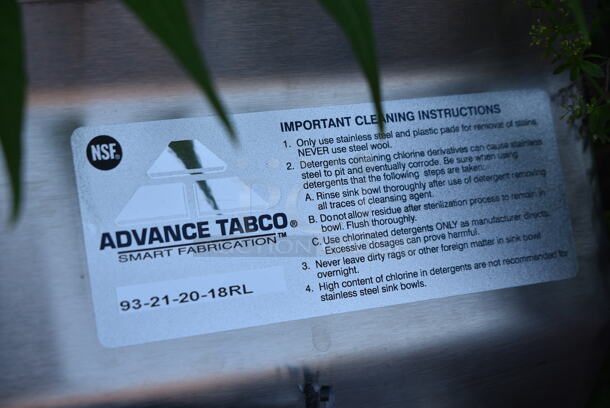 NSF.
ADVANCE TABCO®
SMART FABRICATION™
93-21-20-18RL
IMPORTANT CLEANING INSTRUCTIONS
1. Only use stainless steel and plastic pads for removal of stains.
NEVER use steel wool.
2. Detergents containing chlorine derivatives can cause stainless
steel to pit and eventually corrode. Be sure when using
detergents that the following steps are taken:
A. Rinse sink bowl thoroughly after use of detergent removing
all traces of cleansing agent.
B. Do not allow residue after sterilization process to remain in
bowl. Flush thoroughly.
C. Use chlorinated detergents ONLY as manufacturer directs.
Excessive dosages can prove harmful.
3. Never leave dirty rags or other foreign matter in sink bowl
overnight.
4. High content of chlorine in detergents are not recommended for
stainless steel sink bowls.